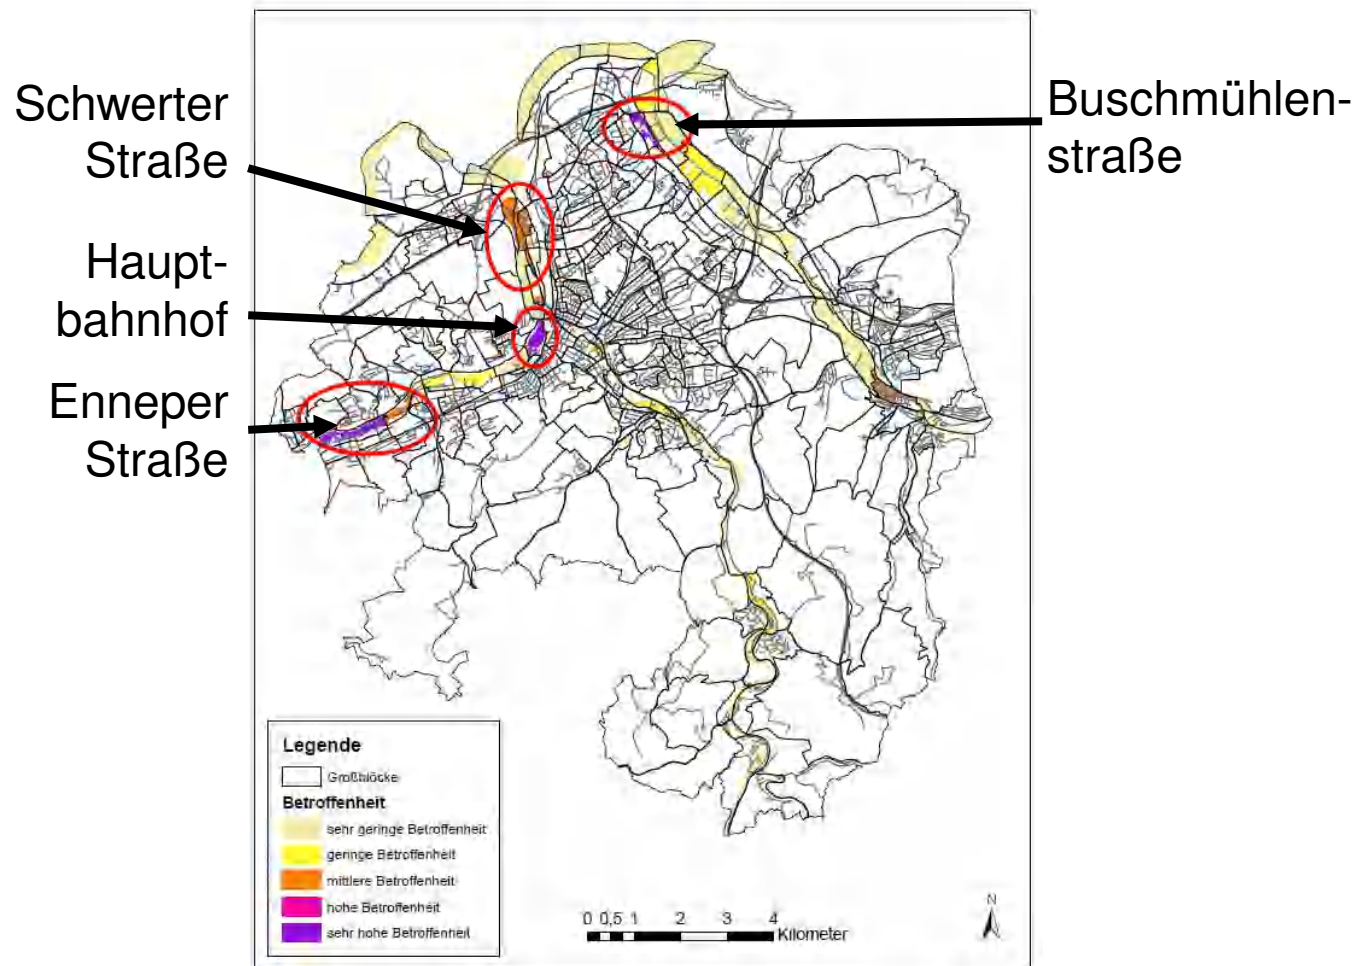 Schwerter
Straße
Haupt-
bahnhof
Enneper
Straße
Buschmühlen-
straße
Legende
Großblöcke
Betroffenheit
sehr geringe Betroffenheit
geringe Betroffenheit
mittlere Betroffenheit
hohe Betroffenheit
sehr hohe Betroffenheit
0 0,5 1 2 3 4
Kilometer
N